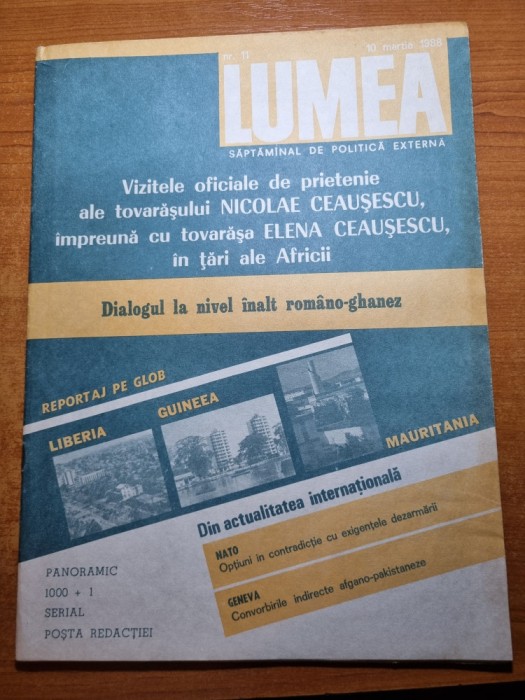 nr. 11
10 martie 1988
LUMEA
SĂPTĂMÎNAL DE POLITICĂ EXTERNĂ
Vizitele oficiale de prietenie
ale tovarășului NICOLAE CEAUȘESCU,
împreună cu tovarășa ELENA CEAUȘESCU,
în țări ale Africii
Dialogul la nivel înalt româno-ghanez
REPORTAJ PE GLOB
LIBERIA
GUINEEA
MAURITANIA
Din actualitatea internațională
NATO
Opțiuni în contradicție cu exigențele dezarmării
GENEVA
Convorbirile indirecte afgano-pakistaneze
PANORAMIC
1000 + 1
SERIAL
POȘTA REDACȚIEI